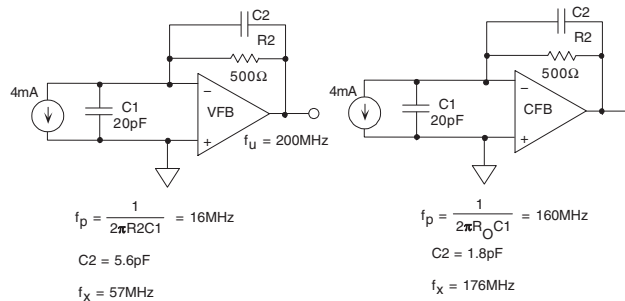 C2
R2
500Ω
4mA
C1
20pF
−
+
VFB
f_u = 200MHz
f_p = 1 / 2πR2C1 = 16MHz
C2 = 5.6pF
f_x = 57MHz
C2
R2
500Ω
4mA
C1
20pF
−
+
CFB
f_p = 1 / 2πR_O C1 = 160MHz
C2 = 1.8pF
f_x = 176MHz